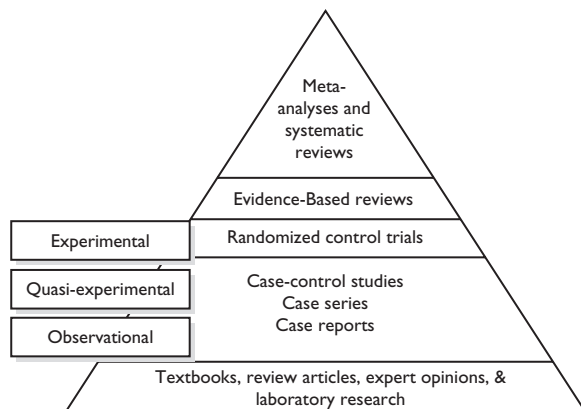 Meta-
analyses and
systematic
reviews
Evidence-Based reviews
Experimental
Randomized control trials
Quasi-experimental
Case-control studies
Case series
Case reports
Observational
Textbooks, review articles, expert opinions, &
laboratory research